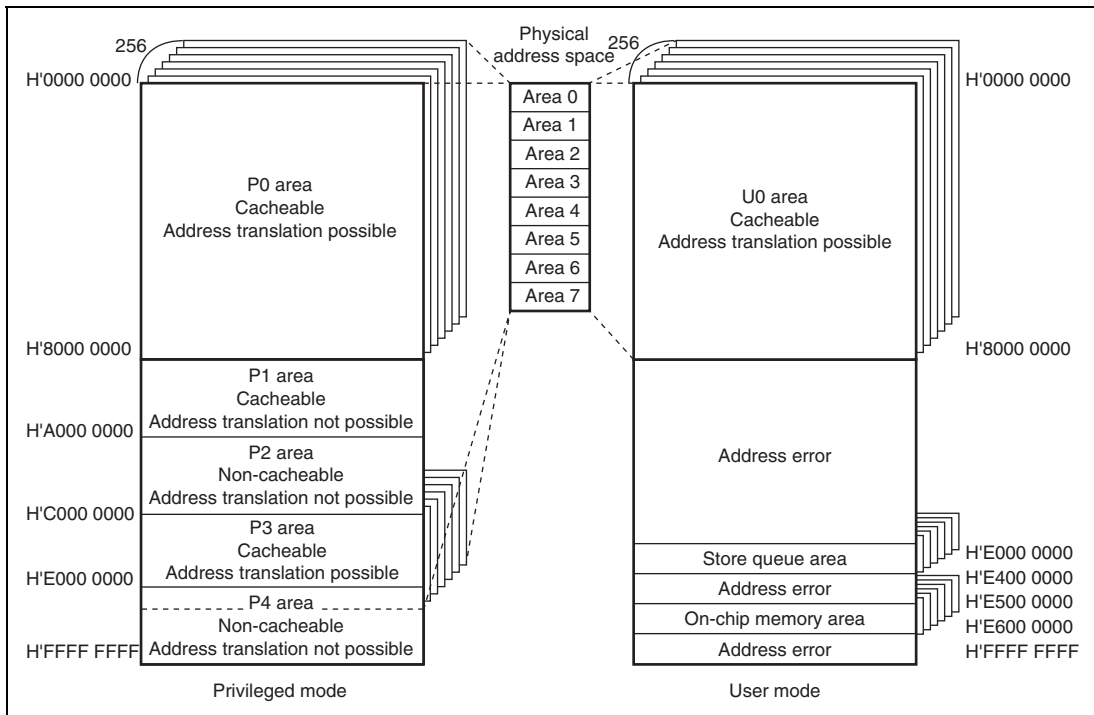 Physical
address space
256
256
H'0000 0000
H'0000 0000
Area 0
Area 1
Area 2
Area 3
Area 4
Area 5
Area 6
Area 7
P0 area
Cacheable
Address translation possible
U0 area
Cacheable
Address translation possible
H'8000 0000
H'8000 0000
P1 area
Cacheable
Address translation not possible
H'A000 0000
P2 area
Non-cacheable
Address translation not possible
H'C000 0000
P3 area
Cacheable
Address translation possible
H'E000 0000
P4 area
Non-cacheable
Address translation not possible
H'FFFF FFFF
Address error
Store queue area
Address error
On-chip memory area
Address error
H'E000 0000
H'E400 0000
H'E500 0000
H'E600 0000
H'FFFF FFFF
Privileged mode
User mode